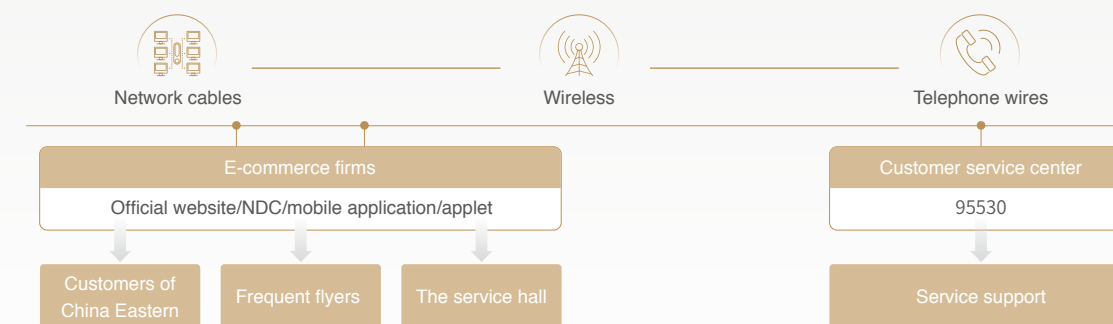 Network cables
Wireless
Telephone wires
E-commerce firms
Customer service center
Official website/NDC/mobile application/applet
95530
Customers of
China Eastern
Frequent flyers
The service hall
Service support